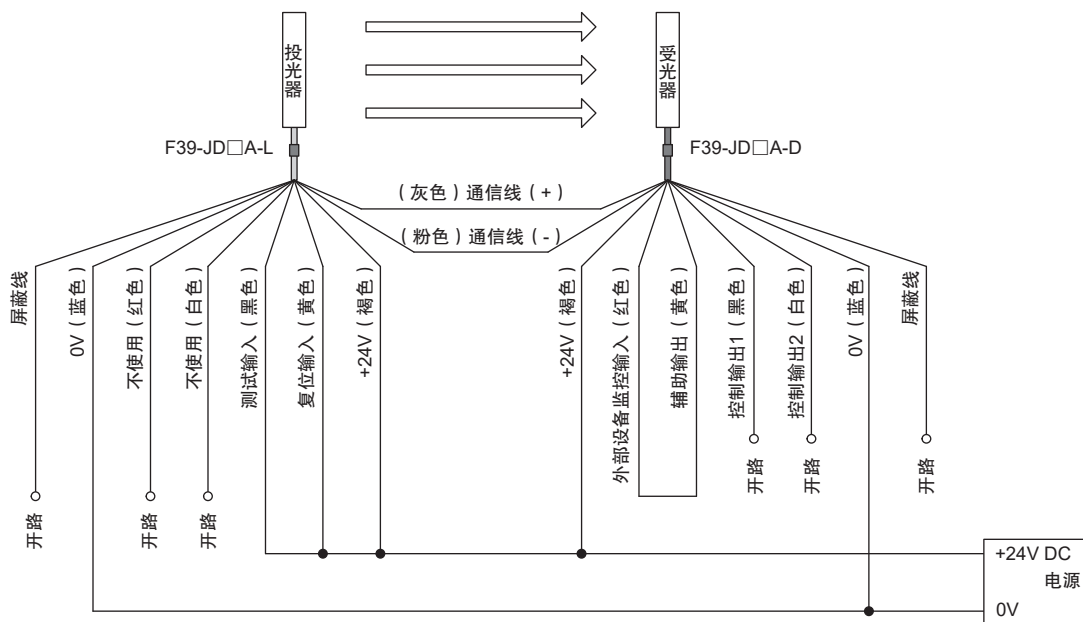 投光器
受光器
F39-JD□A-L
F39-JD□A-D
（灰色）通信线（+）
（粉色）通信线（-）
屏蔽线
0V（蓝色）
不使用（红色）
不使用（白色）
测试输入（黑色）
复位输入（黄色）
+24V（褐色）
+24V（褐色）
外部设备监控输入（红色）
辅助输出（黄色）
控制输出1（黑色）
控制输出2（白色）
0V（蓝色）
屏蔽线
开路
开路
开路
开路
开路
开路
+24V DC
电源
0V